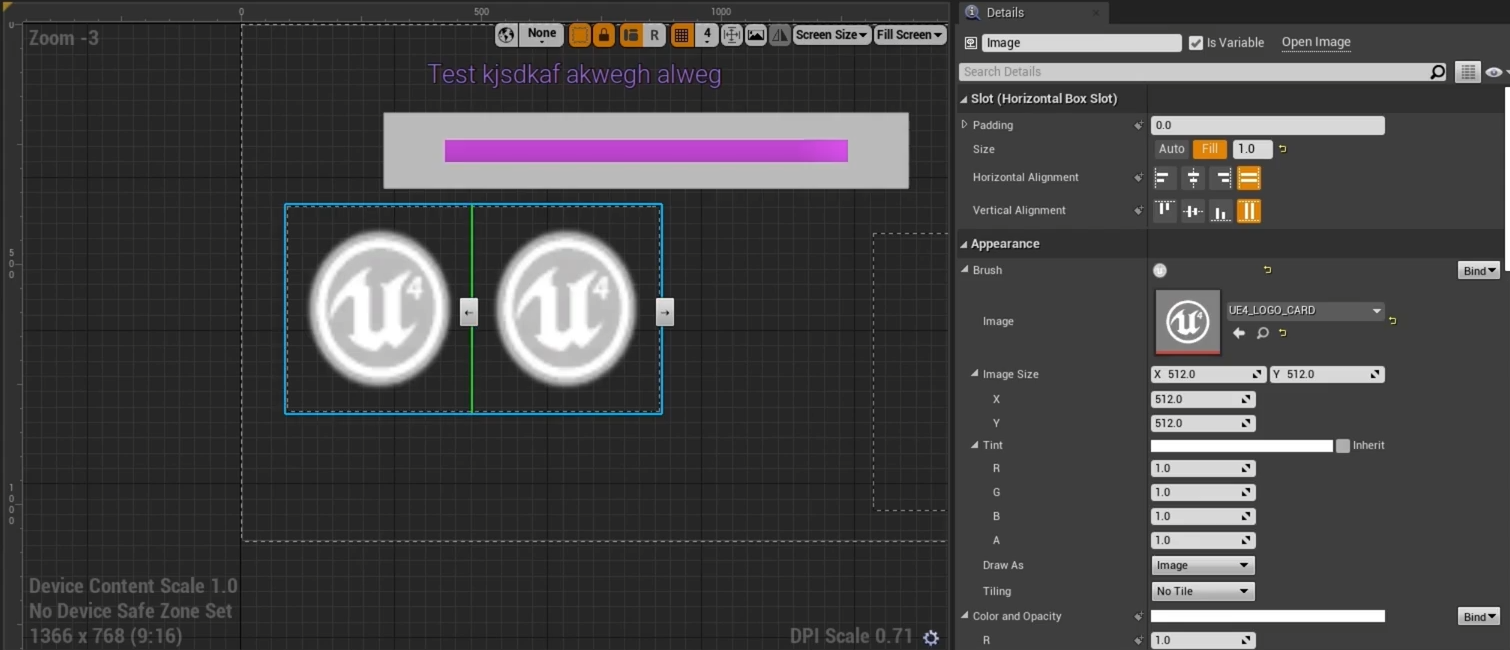 0 500 1000
Details
Zoom -3
None
R
4
Screen Size
Fill Screen
Image
Is Variable
Open Image
Test kjsdkaf akwegh alweg
Search Details
Slot (Horizontal Box Slot)
Padding 0.0
Size Auto Fill 1.0
Horizontal Alignment
Vertical Alignment
Appearance
Brush Bind
500
U 4 U 4
Image UE4_LOGO_CARD
Image Size X 512.0 Y 512.0
X 512.0
Y 512.0
Tint Inherit
R 1.0
G 1.0
B 1.0
A 1.0
1000
Draw As Image
Tiling No Tile
Color and Opacity Bind
R 1.0
Device Content Scale 1.0
No Device Safe Zone Set
1366 x 768 (9:16)
DPI Scale 0.71